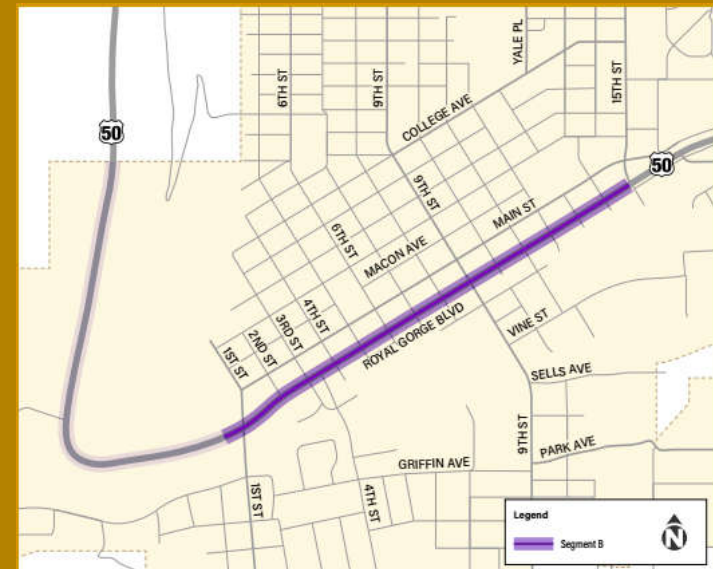 YALE PL
6TH ST
9TH ST
15TH ST
COLLEGE AVE
50
50
9TH ST
MAIN ST
6TH ST
MACON AVE
4TH ST
3RD ST
2ND ST
1ST ST
ROYAL GORGE BLVD
VINE ST
SELLS AVE
9TH ST
PARK AVE
GRIFFIN AVE
1ST ST
4TH ST
Legend
Segment B
N